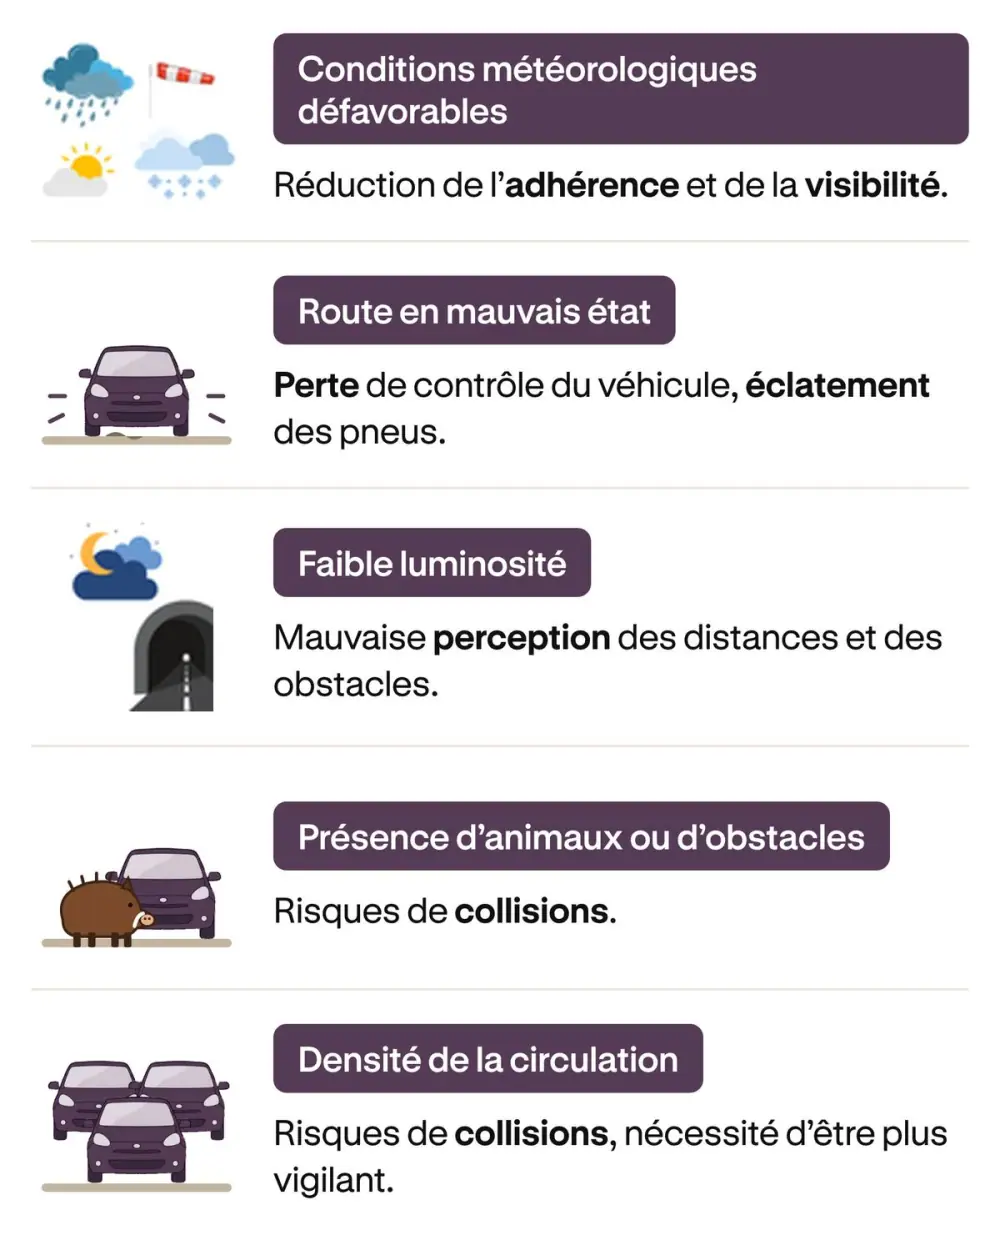 Conditions météorologiques
défavorables
Réduction de l’adhérence et de la visibilité.
Route en mauvais état
Perte de contrôle du véhicule, éclatement
des pneus.
Faible luminosité
Mauvaise perception des distances et des
obstacles.
Présence d’animaux ou d’obstacles
Risques de collisions.
Densité de la circulation
Risques de collisions, nécessité d’être plus
vigilant.